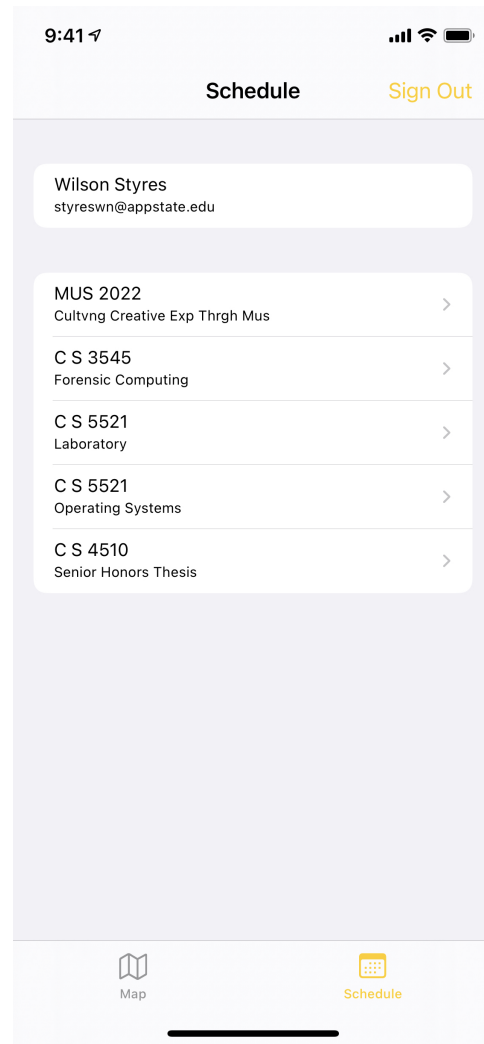 9:41
Schedule
Sign Out
Wilson Styres
styreswn@appstate.edu
MUS 2022
Cultvng Creative Exp Thrgh Mus
C S 3545
Forensic Computing
C S 5521
Laboratory
C S 5521
Operating Systems
C S 4510
Senior Honors Thesis
Map
Schedule